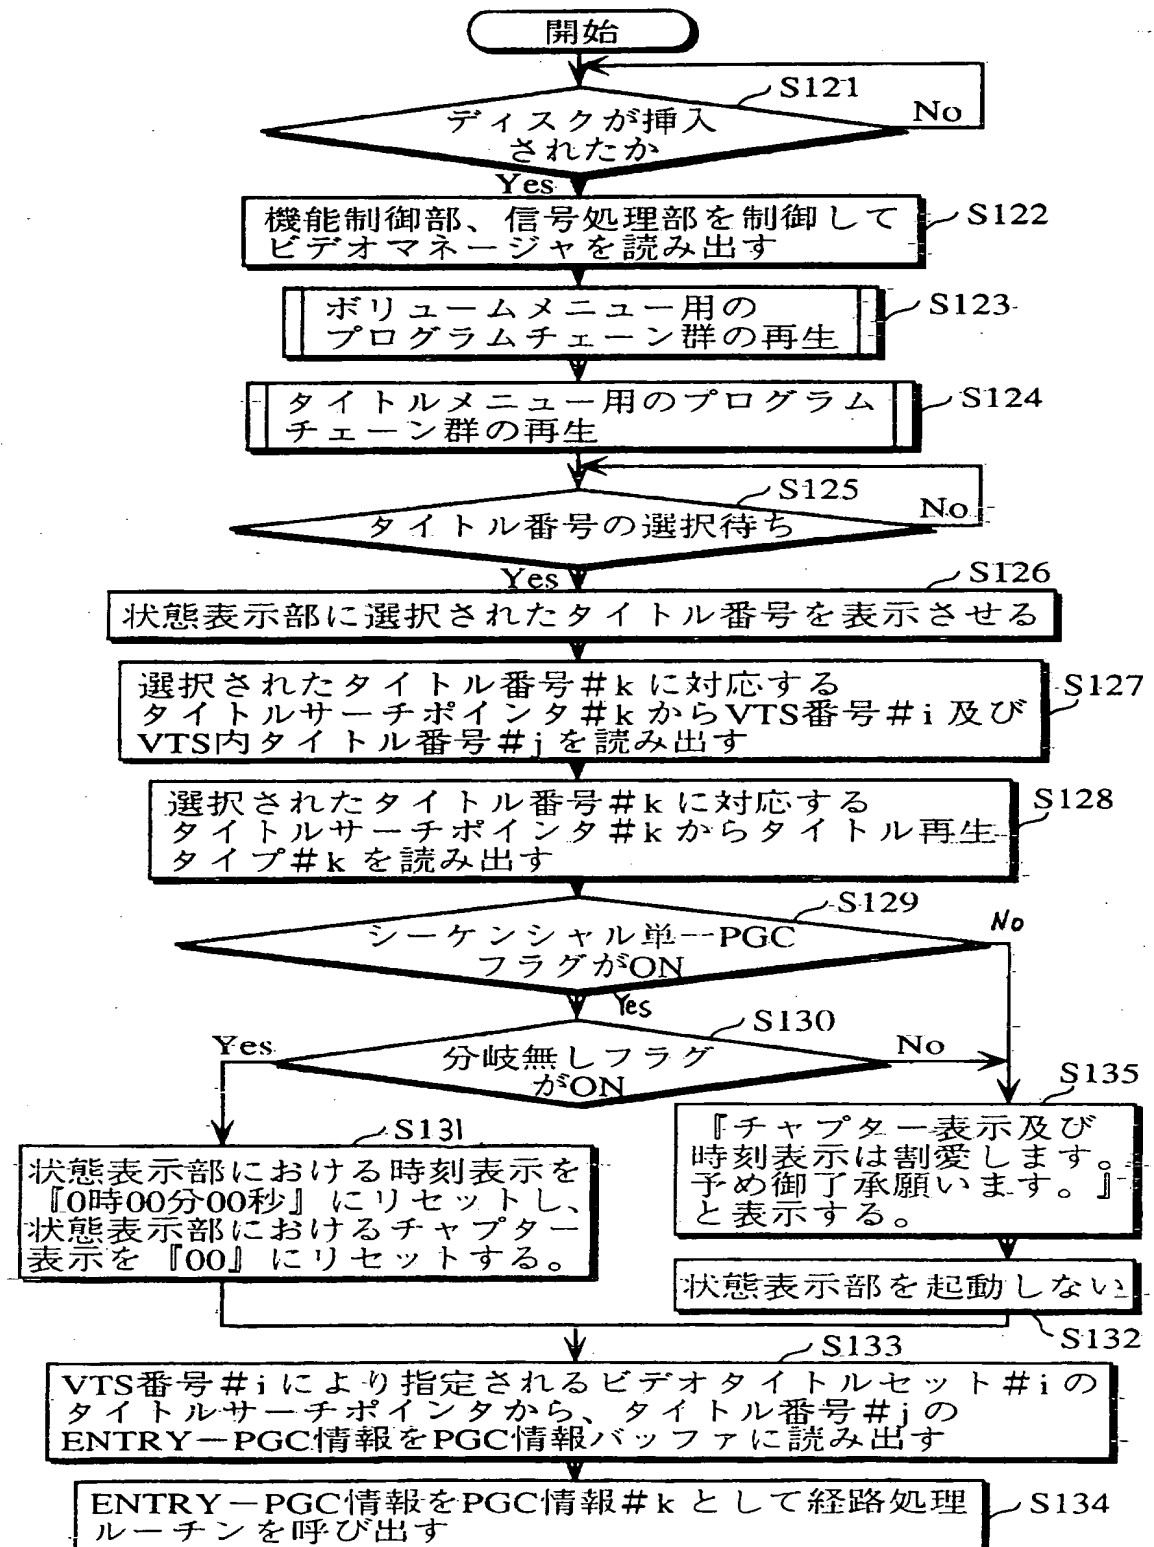 開始
S121
ディスクが挿入
されたか
No
Yes
機能制御部、信号処理部を制御して
ビデオマネージャを読み出す
S122
ボリュームメニュー用の
プログラムチェーン群の再生
S123
タイトルメニュー用のプログラム
チェーン群の再生
S124
S125
タイトル番号の選択待ち
No
Yes
S126
状態表示部に選択されたタイトル番号を表示させる
選択されたタイトル番号#kに対応する
タイトルサーチポインタ#kからVTS番号#i及び
VTS内タイトル番号#jを読み出す
S127
選択されたタイトル番号#kに対応する
タイトルサーチポインタ#kからタイトル再生
タイプ#kを読み出す
S128
S129
シーケンシャル単一PGC
フラグがON
No
Yes
S130
分岐無しフラグ
がON
Yes
No
S131
状態表示部における時刻表示を
『0時00分00秒』にリセットし、
状態表示部におけるチャプター
表示を『00』にリセットする。
S135
『チャプター表示及び
時刻表示は割愛します。
予め御了承願います。』
と表示する。
状態表示部を起動しない
S132
S133
VTS番号#iにより指定されるビデオタイトルセット#iの
タイトルサーチポインタから、タイトル番号#jの
ENTRY－PGC情報をPGC情報バッファに読み出す
ENTRY－PGC情報をPGC情報#kとして経路処理
ルーチンを呼び出す
S134